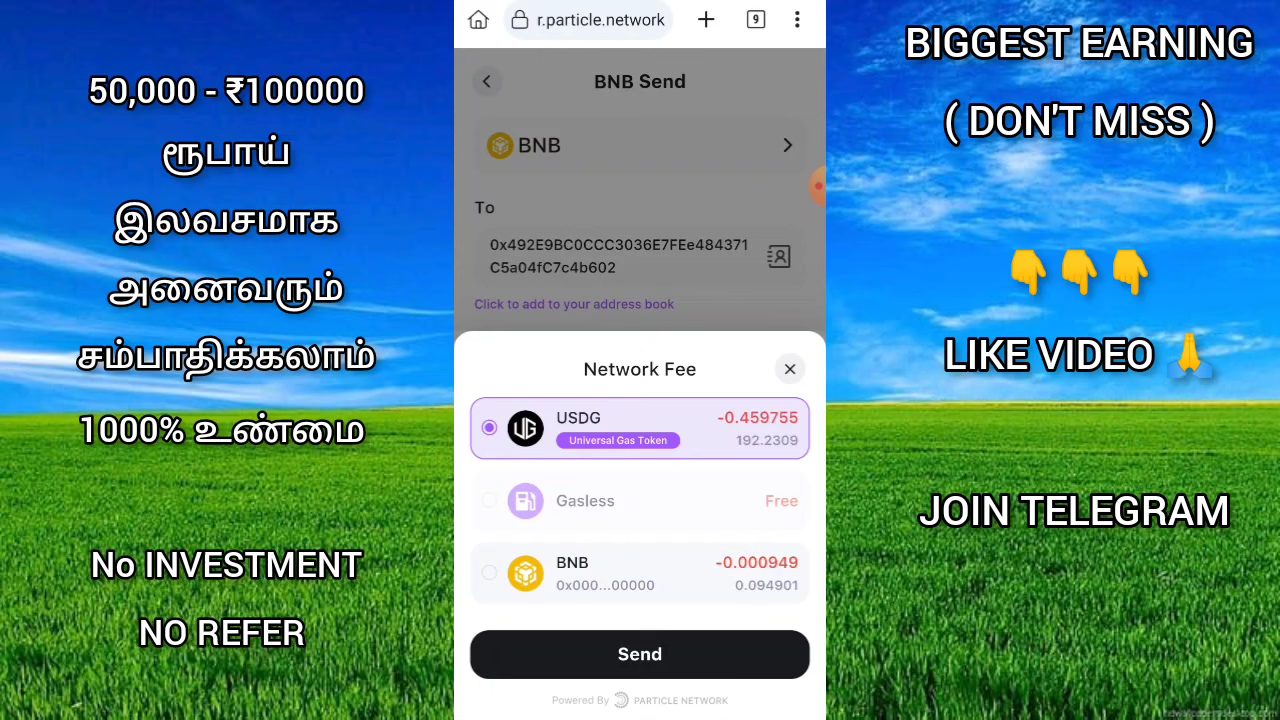 50,000 - ₹100000
ரூபாய்
இலவசமாக
அனைவரும்
சம்பாதிக்கலாம்
1000% உண்மை
No INVESTMENT
NO REFER
r.particle.network
9
BNB Send
BNB
To
0x492E9BC0CCC3036E7FEe484371
C5a04fC7c4b602
Click to add to your address book
Network Fee
USDG
-0.459755
Universal Gas Token
192.2309
Gasless
Free
BNB
-0.000949
0x000...00000
0.094901
Send
Powered By PARTICLE NETWORK
BIGGEST EARNING
( DON'T MISS )
👇👇👇
LIKE VIDEO 🙏
JOIN TELEGRAM